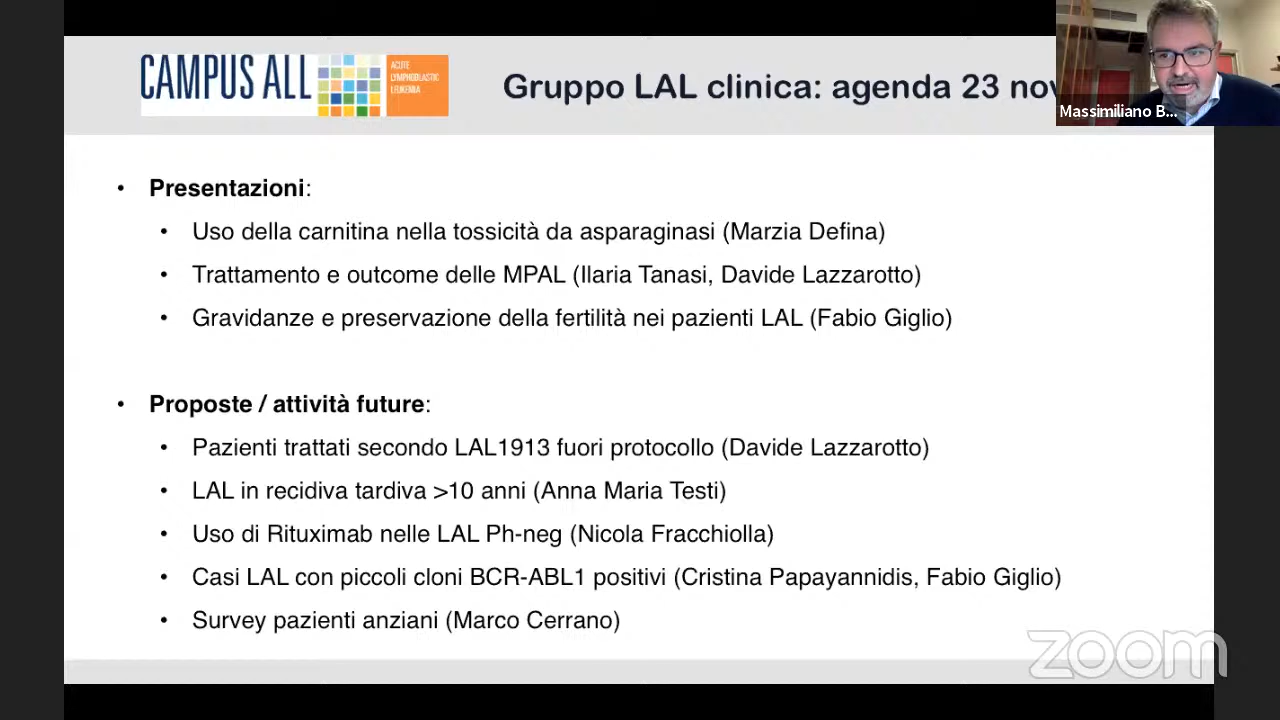 CAMPUS ALL
ACUTE
LYMPHOBLASTIC
LEUKEMIA
Gruppo LAL clinica: agenda 23 nov
Massimiliano B...
• Presentazioni:
• Uso della carnitina nella tossicità da asparaginasi (Marzia Defina)
• Trattamento e outcome delle MPAL (Ilaria Tanasi, Davide Lazzarotto)
• Gravidanze e preservazione della fertilità nei pazienti LAL (Fabio Giglio)
• Proposte / attività future:
• Pazienti trattati secondo LAL1913 fuori protocollo (Davide Lazzarotto)
• LAL in recidiva tardiva >10 anni (Anna Maria Testi)
• Uso di Rituximab nelle LAL Ph-neg (Nicola Fracchiolla)
• Casi LAL con piccoli cloni BCR-ABL1 positivi (Cristina Papayannidis, Fabio Giglio)
• Survey pazienti anziani (Marco Cerrano)
zoom